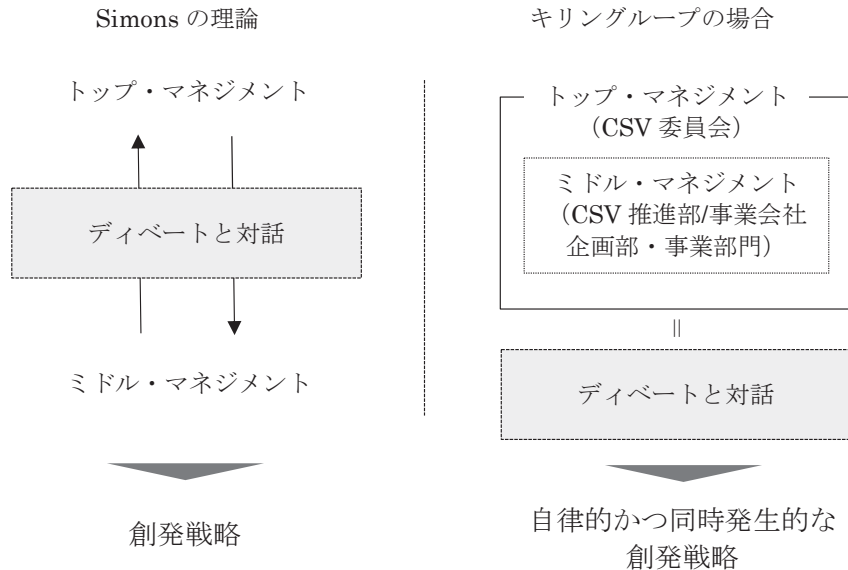 Simons の理論
トップ・マネジメント
ディベートと対話
ミドル・マネジメント
創発戦略
キリングループの場合
トップ・マネジメント
（CSV 委員会）
ミドル・マネジメント
（CSV 推進部/事業会社
企画部・事業部門）
||
ディベートと対話
自律的かつ同時発生的な
創発戦略